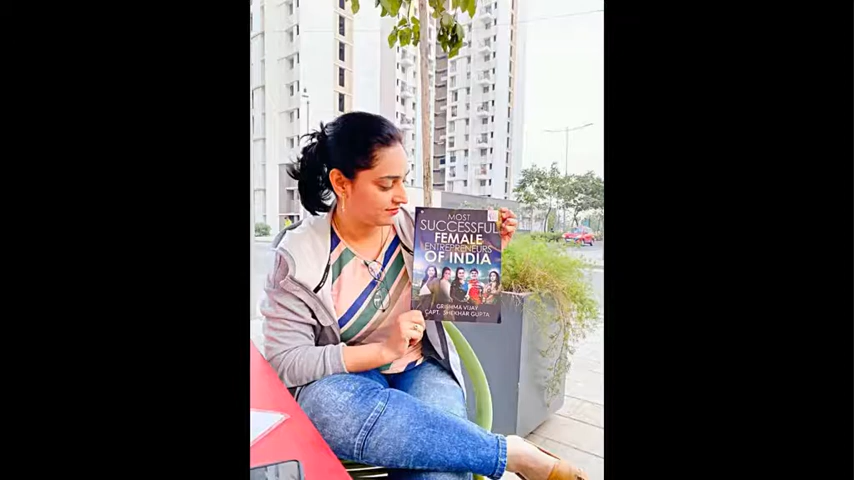 MOST
SUCCESSFUL
FEMALE
ENTREPRENEURS
OF INDIA
GRISHMA VIJAY
CAPT. SHEKHAR GUPTA